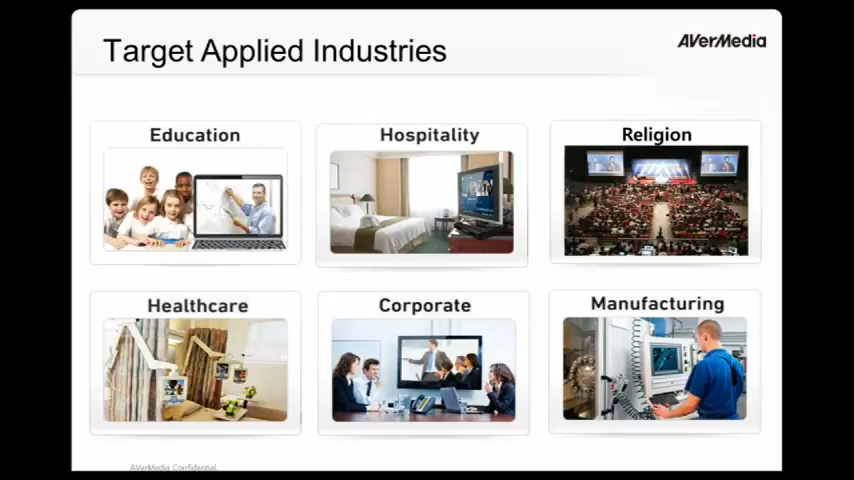 Target Applied Industries
AVerMedia
Education
Hospitality
Religion
Healthcare
Corporate
Manufacturing
AVerMedia Confidential.